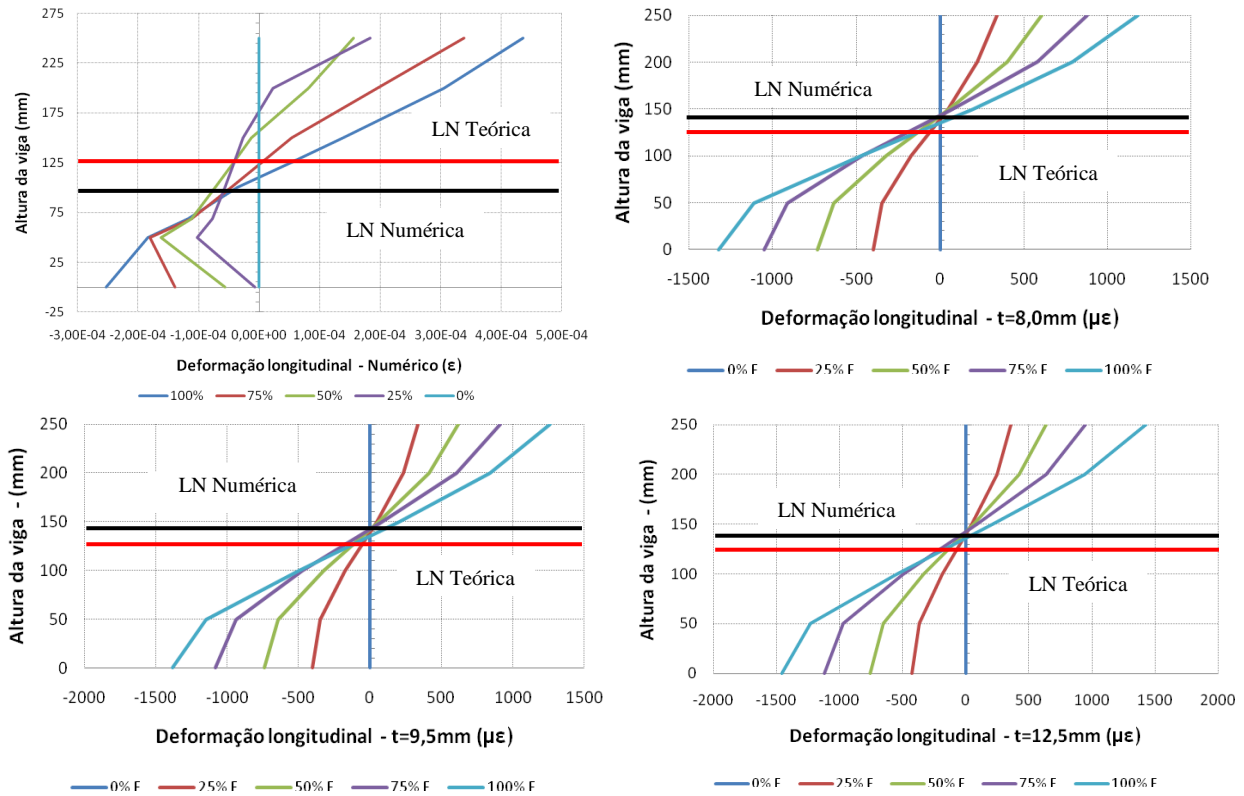 Altura da viga (mm)
275
225
175
125
75
25
-25
LN Teórica
LN Numérica
-3,00E-04 -2,00E-04 -1,00E-04 0,00E+00 1,00E-04 2,00E-04 3,00E-04 4,00E-04 5,00E-04
Deformação longitudinal - Numérico (ε)
100% 75% 50% 25% 0%
Altura da viga (mm)
250
200
150
100
50
0
LN Numérica
LN Teórica
-1500 -1000 -500 0 500 1000 1500
Deformação longitudinal - t=8,0mm (με)
0% F 25% F 50% F 75% F 100% F
Altura da viga - (mm)
250
200
150
100
50
0
LN Numérica
LN Teórica
-2000 -1500 -1000 -500 0 500 1000 1500
Deformação longitudinal - t=9,5mm (με)
0% F 25% F 50% F 75% F 100% F
Altura da viga - (mm)
250
200
150
100
50
0
LN Numérica
LN Teórica
-2000 -1500 -1000 -500 0 500 1000 1500 2000
Deformação longitudinal - t=12,5mm (με)
0% F 25% F 50% F 75% F 100% F